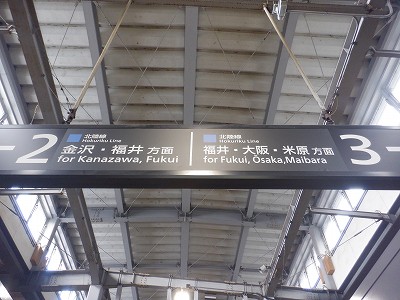 -2
北陸線
Hokuriku Line
金沢・福井 方面
for Kanazawa, Fukui
北陸線
Hokuriku Line
福井・大阪・米原 方面
for Fukui, Osaka,Maibara
3-